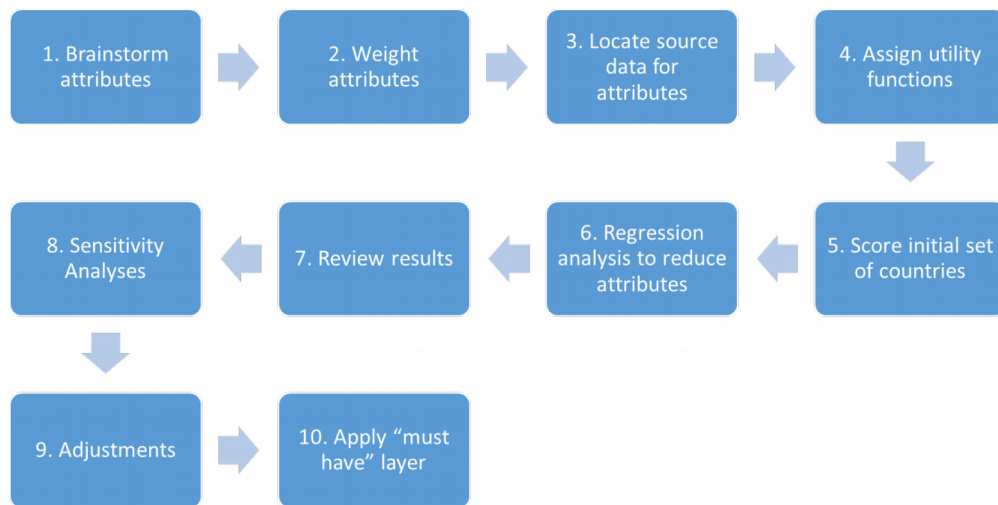 1. Brainstorm
attributes
2. Weight
attributes
3. Locate source
data for
attributes
4. Assign utility
functions
5. Score initial set
of countries
6. Regression
analysis to reduce
attributes
7. Review results
8. Sensitivity
Analyses
9. Adjustments
10. Apply “must
have” layer